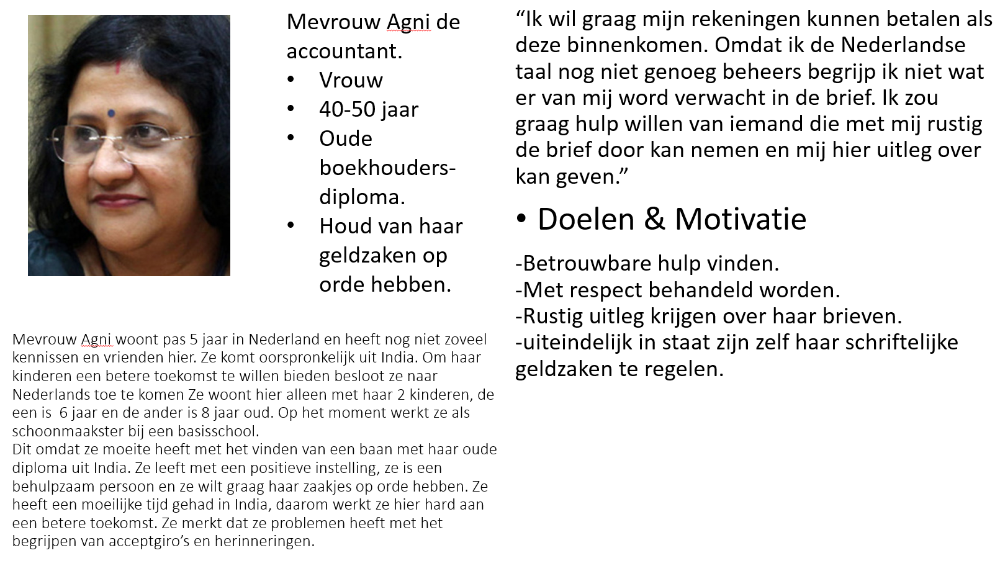 Mevrouw Agni de
accountant.
• Vrouw
• 40-50 jaar
• Oude
boekhouders-
diploma.
• Houd van haar
geldzaken op
orde hebben.
Mevrouw Agni woont pas 5 jaar in Nederland en heeft nog niet zoveel
kennissen en vrienden hier. Ze komt oorspronkelijk uit India. Om haar
kinderen een betere toekomst te willen bieden besloot ze naar
Nederlands toe te komen Ze woont hier alleen met haar 2 kinderen, de
een is  6 jaar en de ander is 8 jaar oud. Op het moment werkt ze als
schoonmaakster bij een basisschool.
Dit omdat ze moeite heeft met het vinden van een baan met haar oude
diploma uit India. Ze leeft met een positieve instelling, ze is een
behulpzaam persoon en ze wilt graag haar zaakjes op orde hebben. Ze
heeft een moeilijke tijd gehad in India, daarom werkt ze hier hard aan
een betere toekomst. Ze merkt dat ze problemen heeft met het
begrijpen van acceptgiro’s en herinneringen.
“Ik wil graag mijn rekeningen kunnen betalen als
deze binnenkomen. Omdat ik de Nederlandse
taal nog niet genoeg beheers begrijp ik niet wat
er van mij word verwacht in de brief. Ik zou
graag hulp willen van iemand die met mij rustig
de brief door kan nemen en mij hier uitleg over
kan geven.”
• Doelen & Motivatie
-Betrouwbare hulp vinden.
-Met respect behandeld worden.
-Rustig uitleg krijgen over haar brieven.
-uiteindelijk in staat zijn zelf haar schriftelijke
geldzaken te regelen.